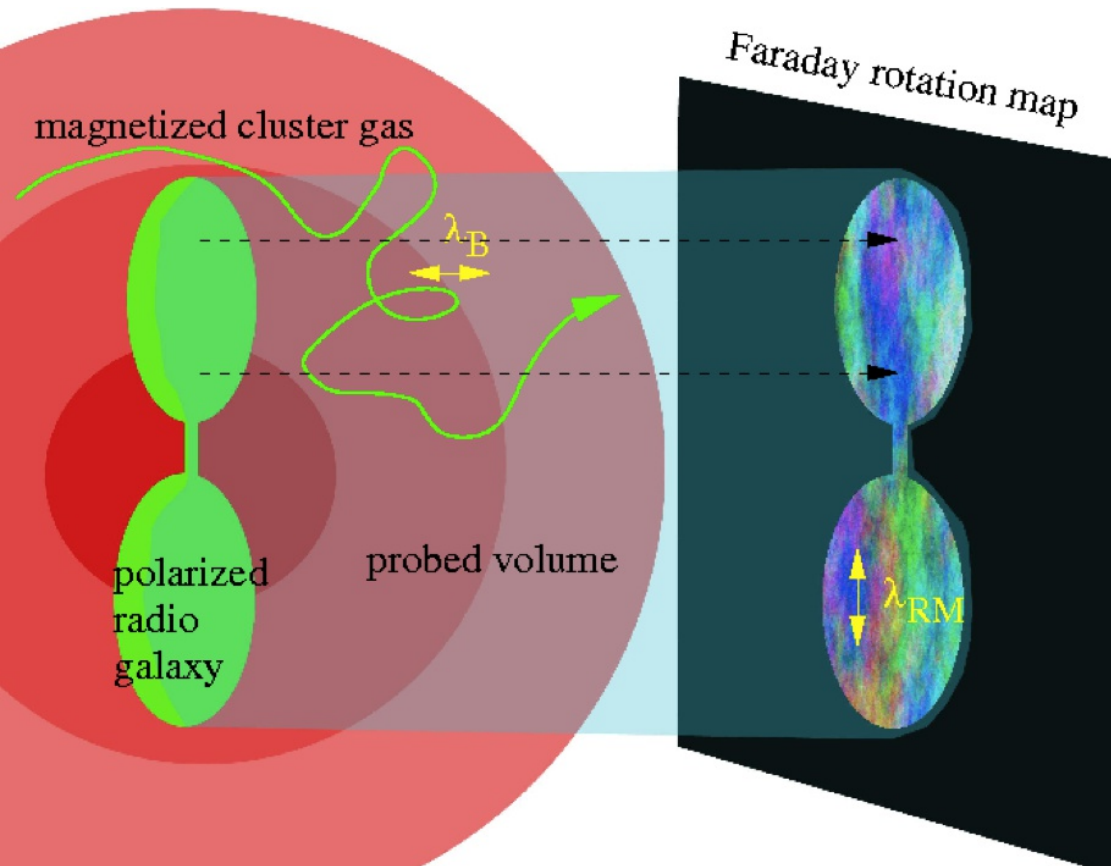 Faraday rotation map
magnetized cluster gas
λB
probed volume
polarized
radio
galaxy
λRM